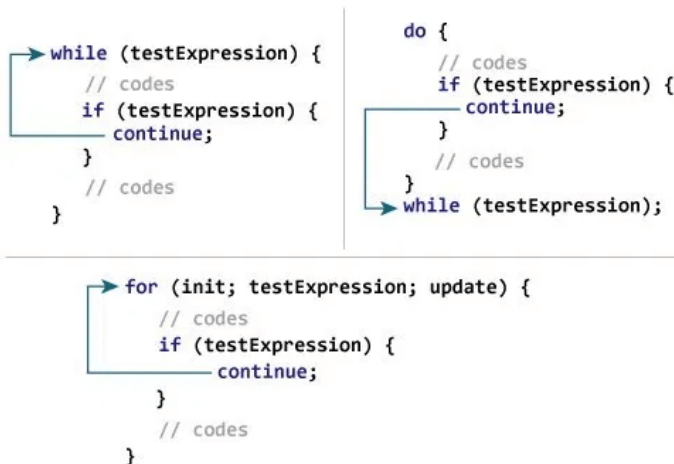 while (testExpression) {
// codes
if (testExpression) {
continue;
}
// codes
}
do {
// codes
if (testExpression) {
continue;
}
// codes
}
while (testExpression);
for (init; testExpression; update) {
// codes
if (testExpression) {
continue;
}
// codes
}